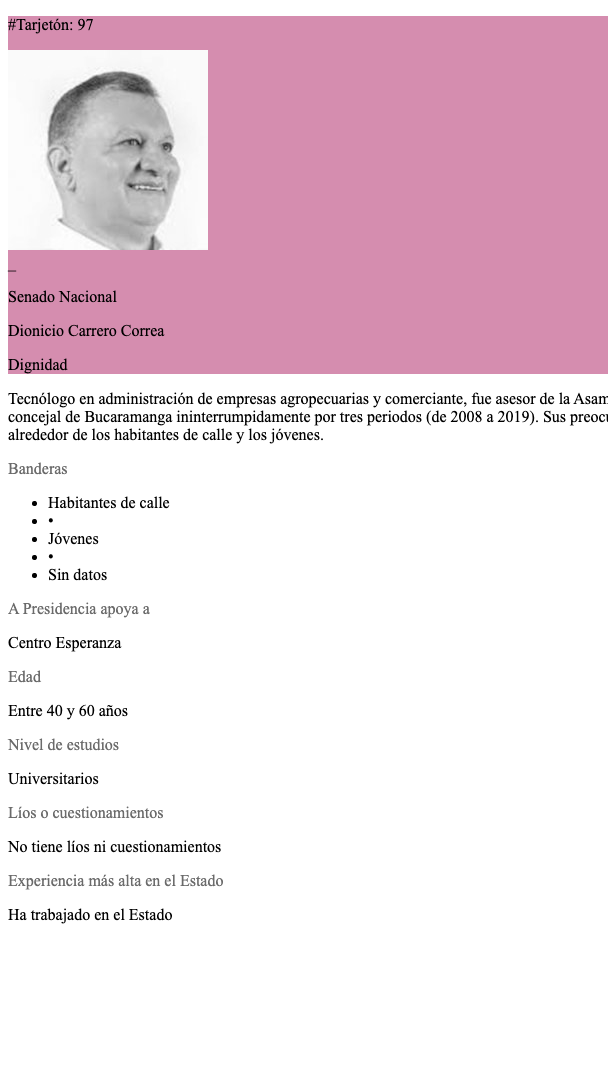 #Tarjetón: 97
_
Senado Nacional
Dionicio Carrero Correa
Dignidad
Tecnólogo en administración de empresas agropecuarias y comerciante, fue asesor de la
concejal de Bucaramanga ininterrumpidamente por tres periodos (de 2008 a 2019). Sus
alrededor de los habitantes de calle y los jóvenes.
Banderas
• Habitantes de calle
• •
• Jóvenes
• •
• Sin datos
A Presidencia apoya a
Centro Esperanza
Edad
Entre 40 y 60 años
Nivel de estudios
Universitarios
Líos o cuestionamientos
No tiene líos ni cuestionamientos
Experiencia más alta en el Estado
Ha trabajado en el Estado